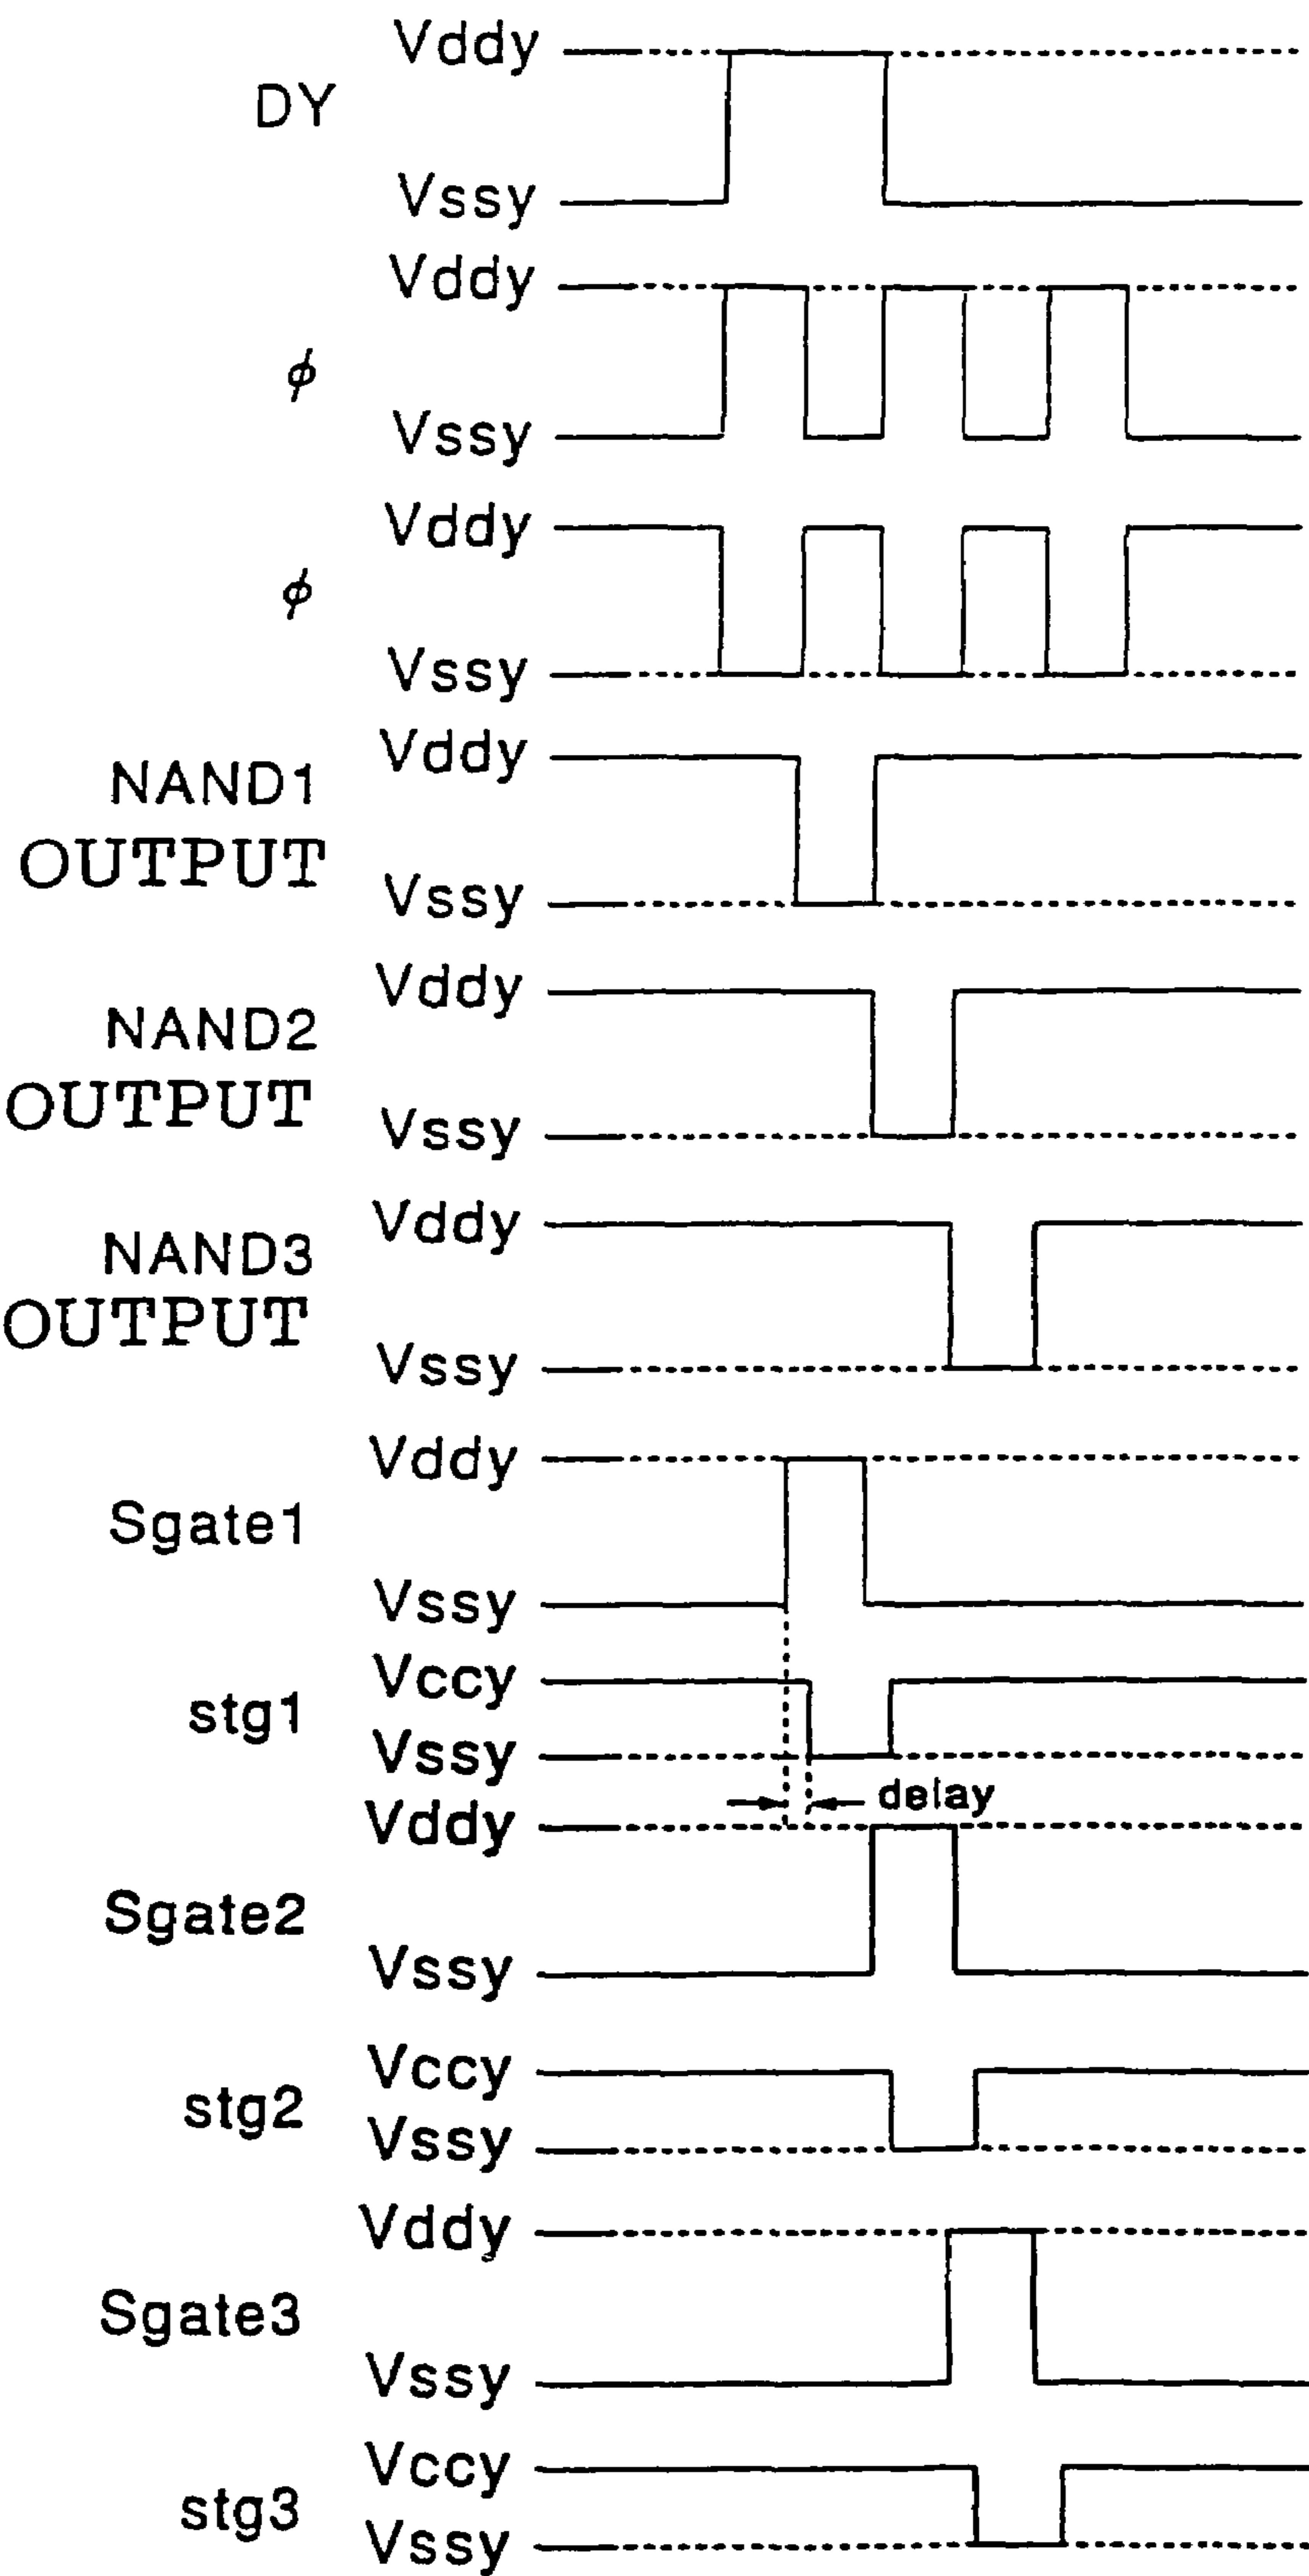 Vddy
DY
Vssy
Vddy
ϕ
Vssy
Vddy
ϕ
Vssy
Vddy
NAND1
OUTPUT
Vssy
Vddy
NAND2
OUTPUT
Vssy
Vddy
NAND3
OUTPUT
Vssy
Vddy
Sgate1
Vssy
Vccy
stg1
Vssy
delay
Vddy
Sgate2
Vssy
Vccy
stg2
Vssy
Vddy
Sgate3
Vssy
Vccy
stg3
Vssy